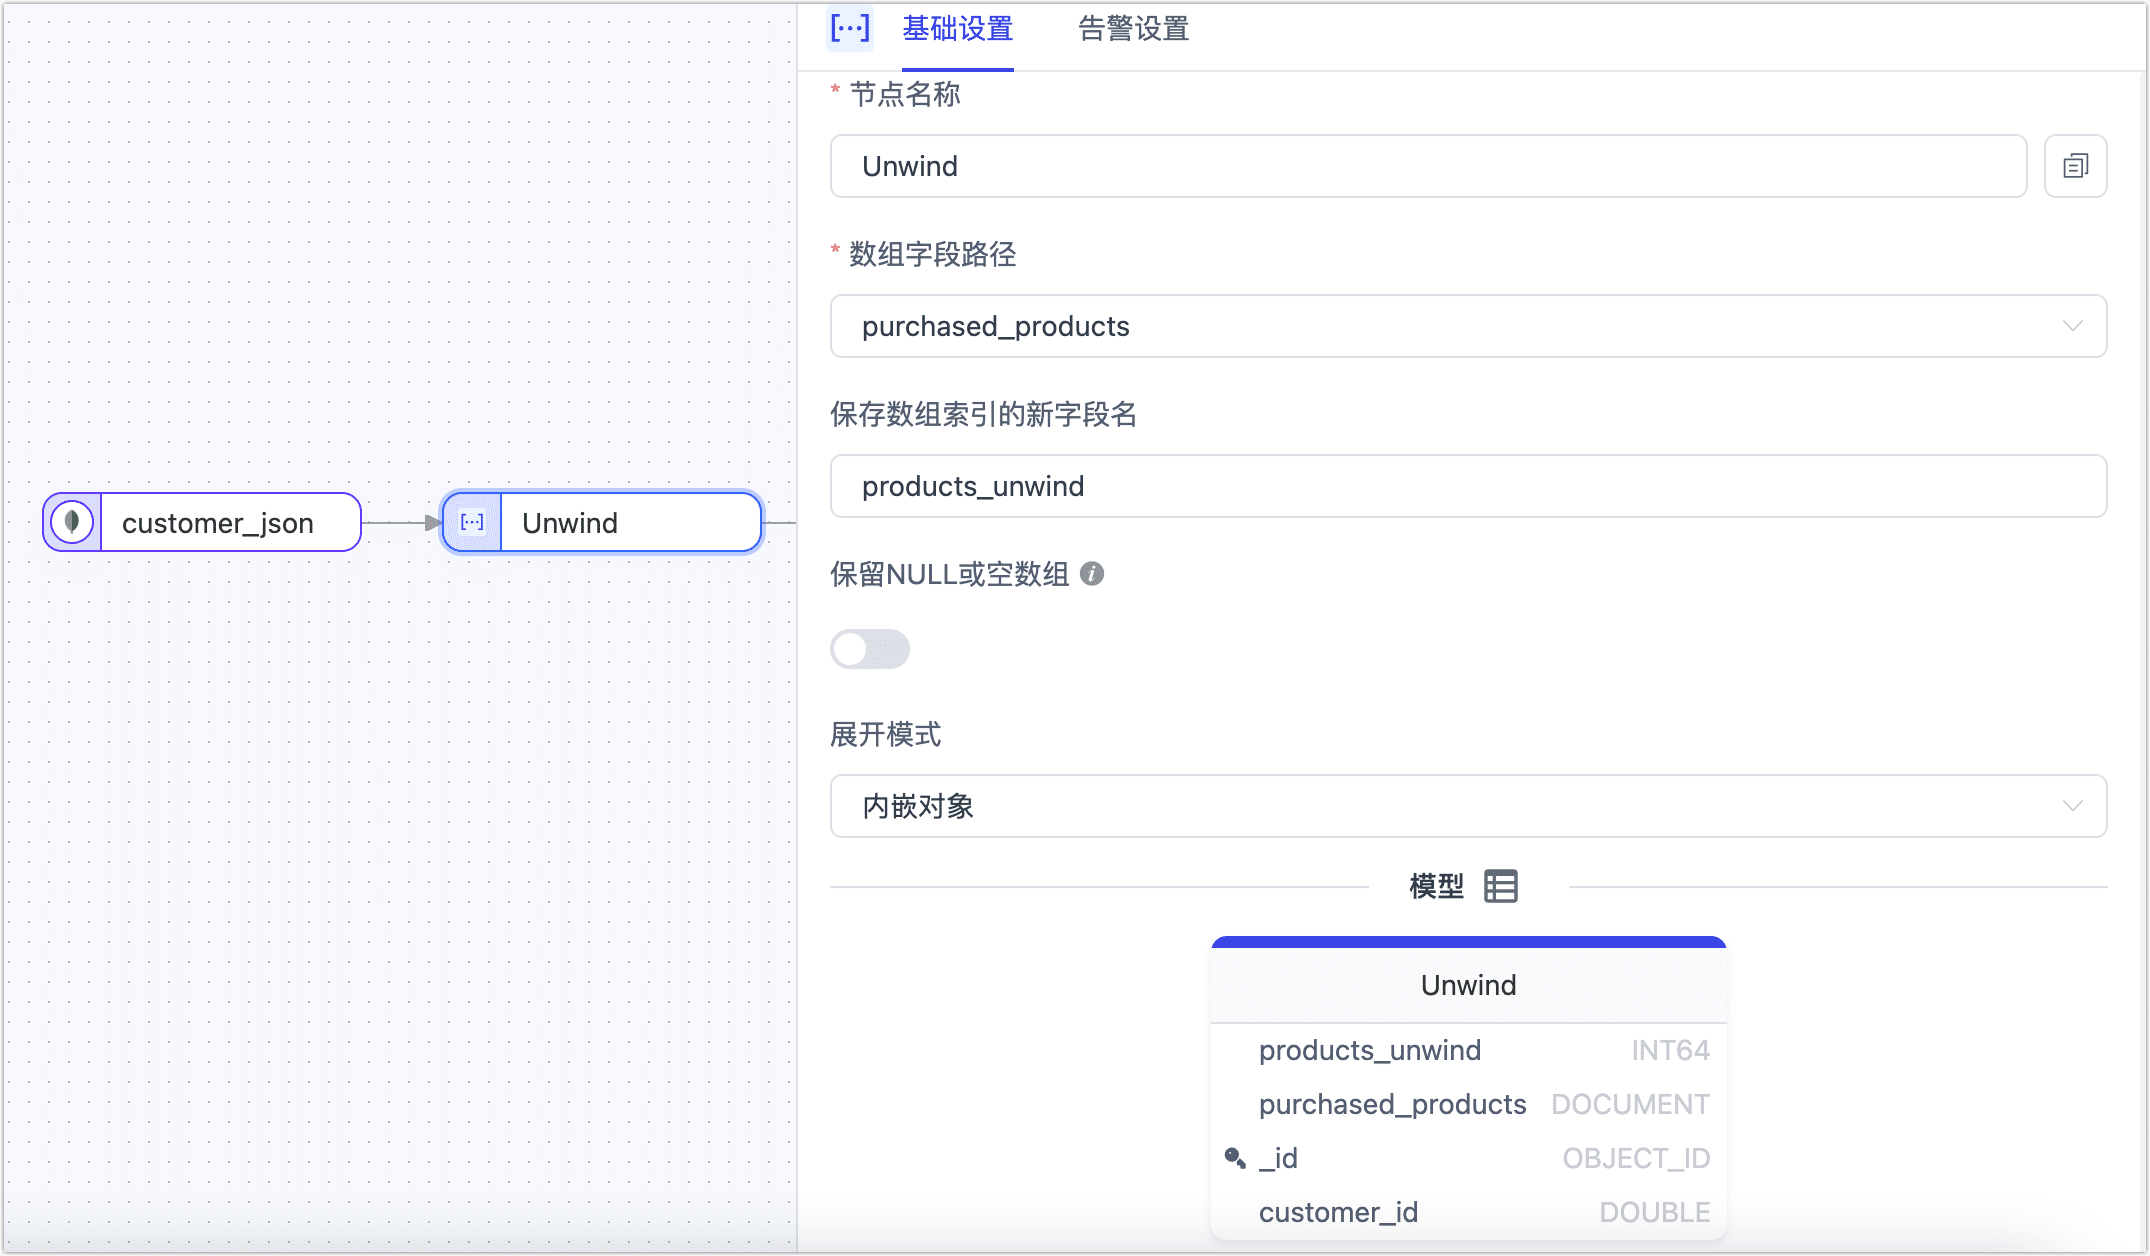 基础设置 告警设置
* 节点名称
Unwind
* 数组字段路径
purchased_products
保存数组索引的新字段名
products_unwind
保留NULL或空数组
展开模式
内嵌对象
模型
Unwind
products_unwind INT64
purchased_products DOCUMENT
_id OBJECT_ID
customer_id DOUBLE
customer_json
Unwind